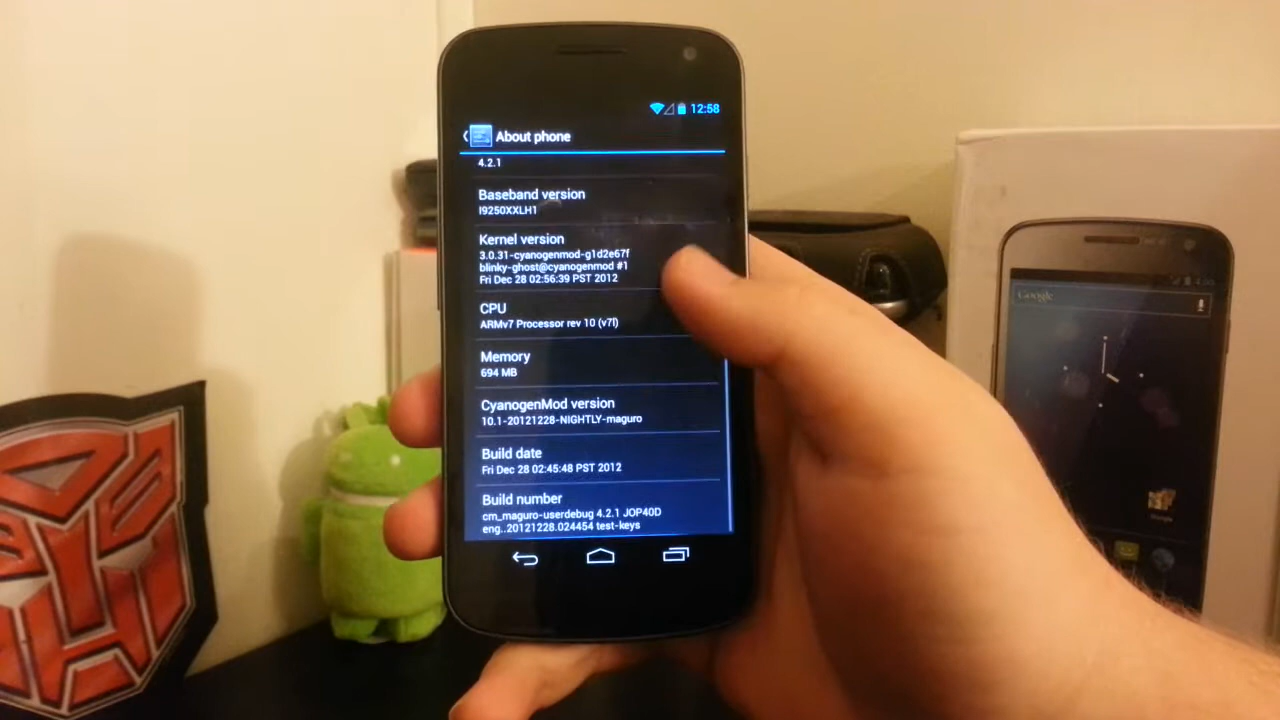 12:58
About phone
4.2.1
Baseband version
I9250XXLH1
Kernel version
3.0.31-cyanogenmod-g1d2e67f
blinky-ghost@cyanogenmod #1
Fri Dec 28 02:56:39 PST 2012
CPU
ARMv7 Processor rev 10 (v7l)
Memory
694 MB
CyanogenMod version
10.1-20121228-NIGHTLY-maguro
Build date
Fri Dec 28 02:45:48 PST 2012
Build number
cm_maguro-userdebug 4.2.1 JOP40D
eng..20121228.024454 test-keys
Google